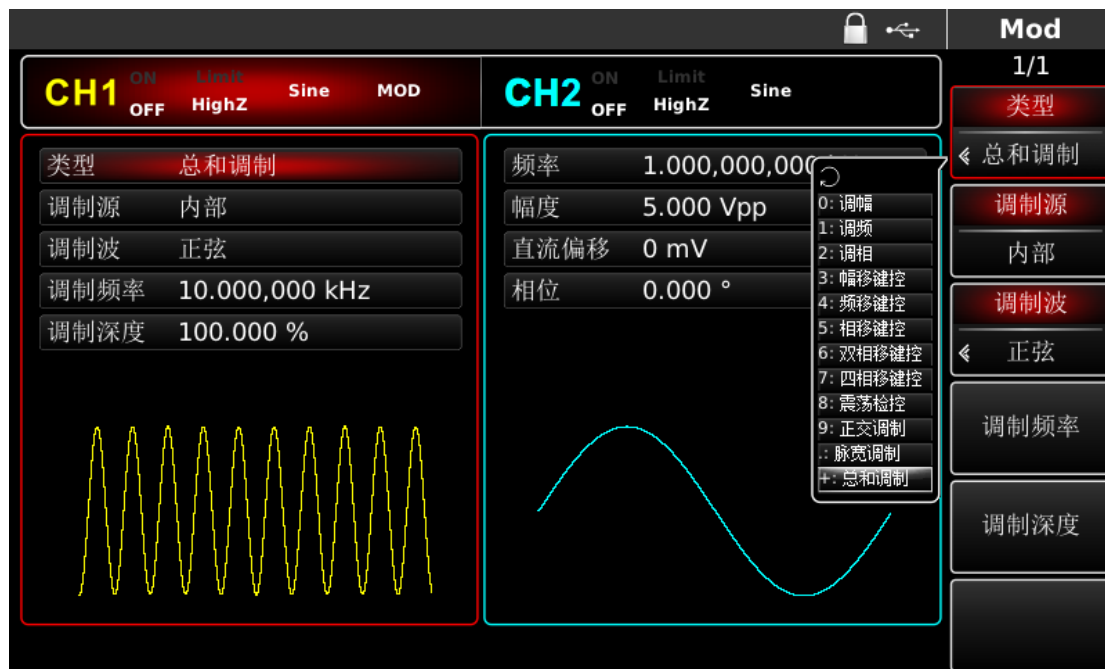 Mod
1/1
CH1 ON OFF Limit HighZ Sine MOD
CH2 ON OFF Limit HighZ Sine
类型 总和调制
调制源 内部
调制波 正弦
调制频率 10.000,000 kHz
调制深度 100.000 %
频率 1.000,000,000
幅度 5.000 Vpp
直流偏移 0 mV
相位 0.000 °
0: 调幅
1: 调频
2: 调相
3: 幅移键控
4: 频移键控
5: 相移键控
6: 双相移键控
7: 四相移键控
8: 震荡检控
9: 正交调制
.: 脉宽调制
+: 总和调制
类型
总和调制
调制源
内部
调制波
正弦
调制频率
调制深度